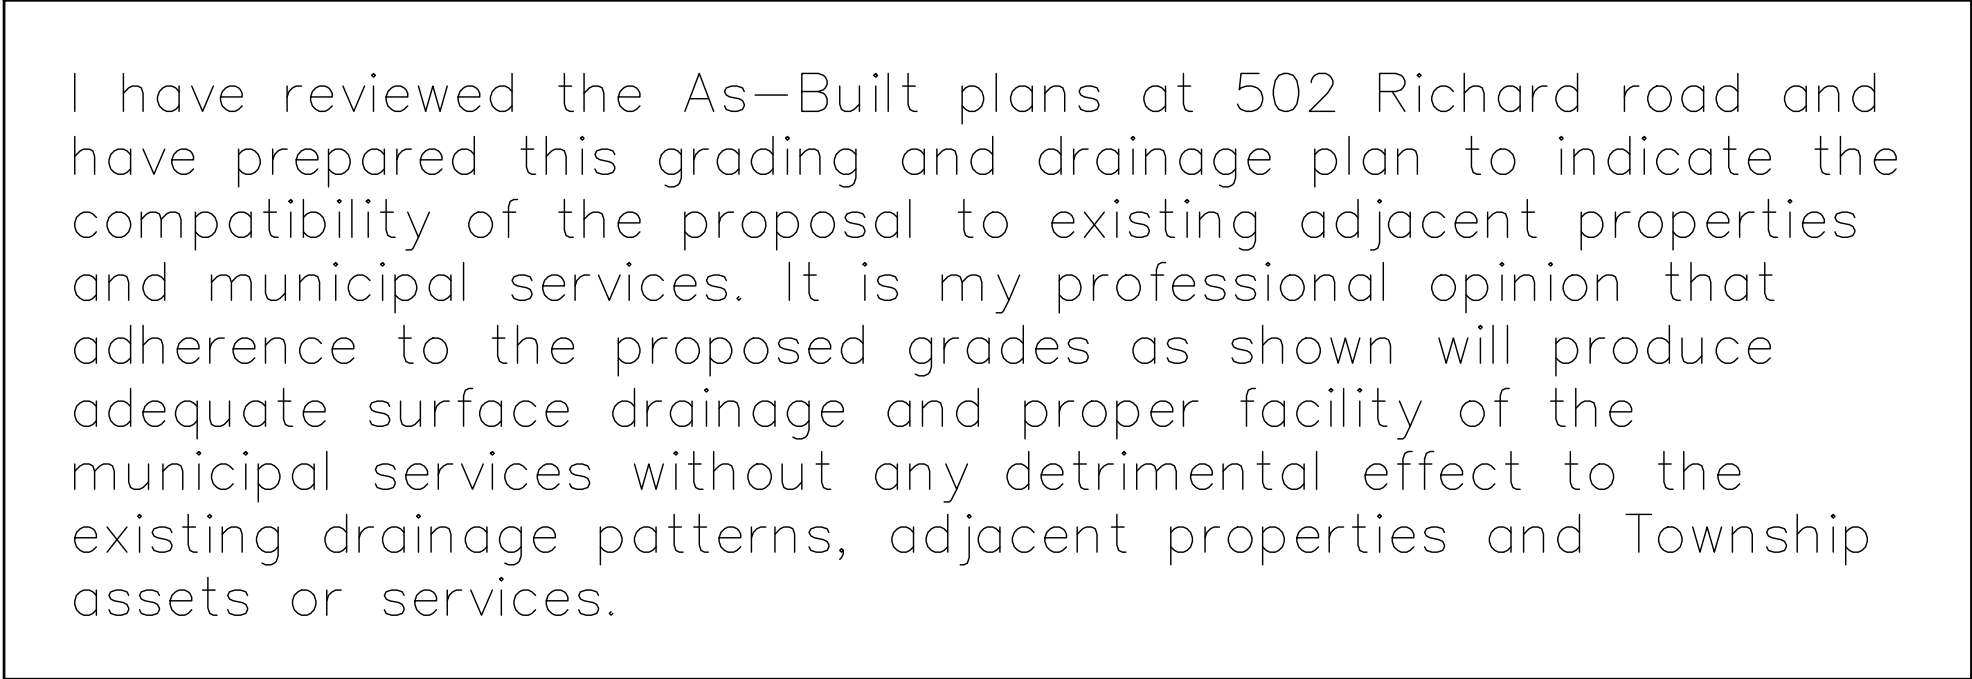 I have reviewed the As-Built plans at 502 Richard road and
have prepared this grading and drainage plan to indicate the
compatibility of the proposal to existing adjacent properties
and municipal services. It is my professional opinion that
adherence to the proposed grades as shown will produce
adequate surface drainage and proper facility of the
municipal services without any detrimental effect to the
existing drainage patterns, adjacent properties and Township
assets or services.